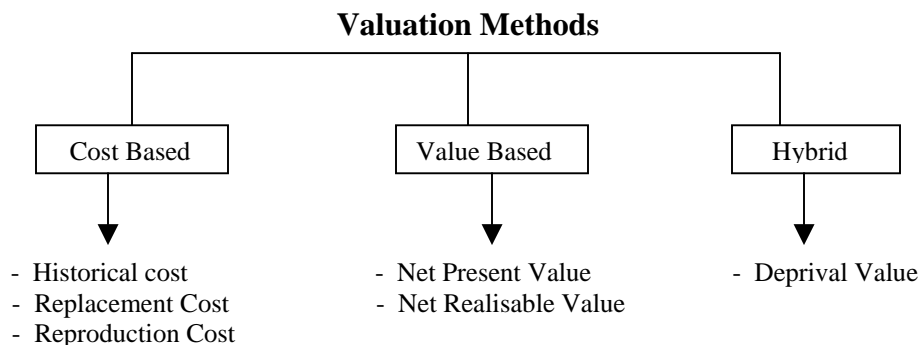 Valuation Methods
Cost Based
Value Based
Hybrid
- Historical cost
- Replacement Cost
- Reproduction Cost
- Net Present Value
- Net Realisable Value
- Deprival Value